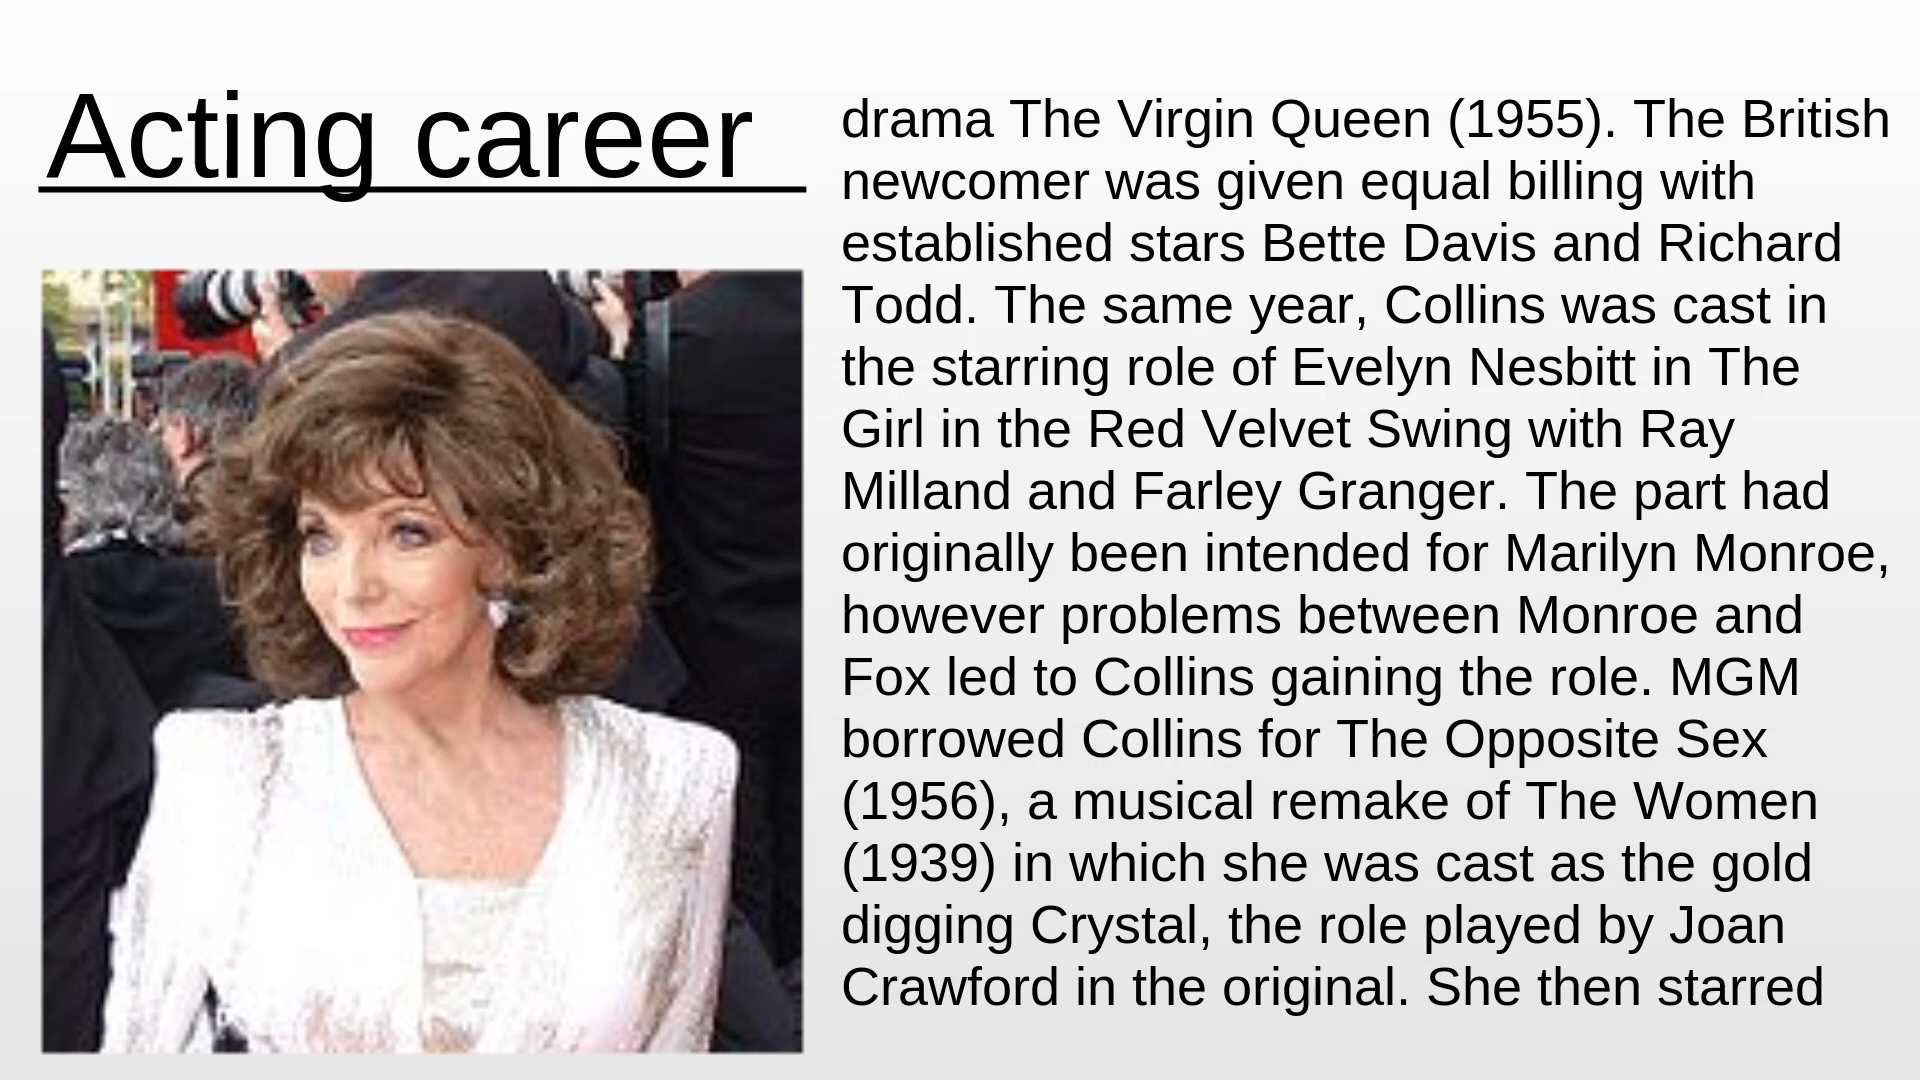 Acting career
drama The Virgin Queen (1955). The British
newcomer was given equal billing with
established stars Bette Davis and Richard
Todd. The same year, Collins was cast in
the starring role of Evelyn Nesbitt in The
Girl in the Red Velvet Swing with Ray
Milland and Farley Granger. The part had
originally been intended for Marilyn Monroe,
however problems between Monroe and
Fox led to Collins gaining the role. MGM
borrowed Collins for The Opposite Sex
(1956), a musical remake of The Women
(1939) in which she was cast as the gold
digging Crystal, the role played by Joan
Crawford in the original. She then starred